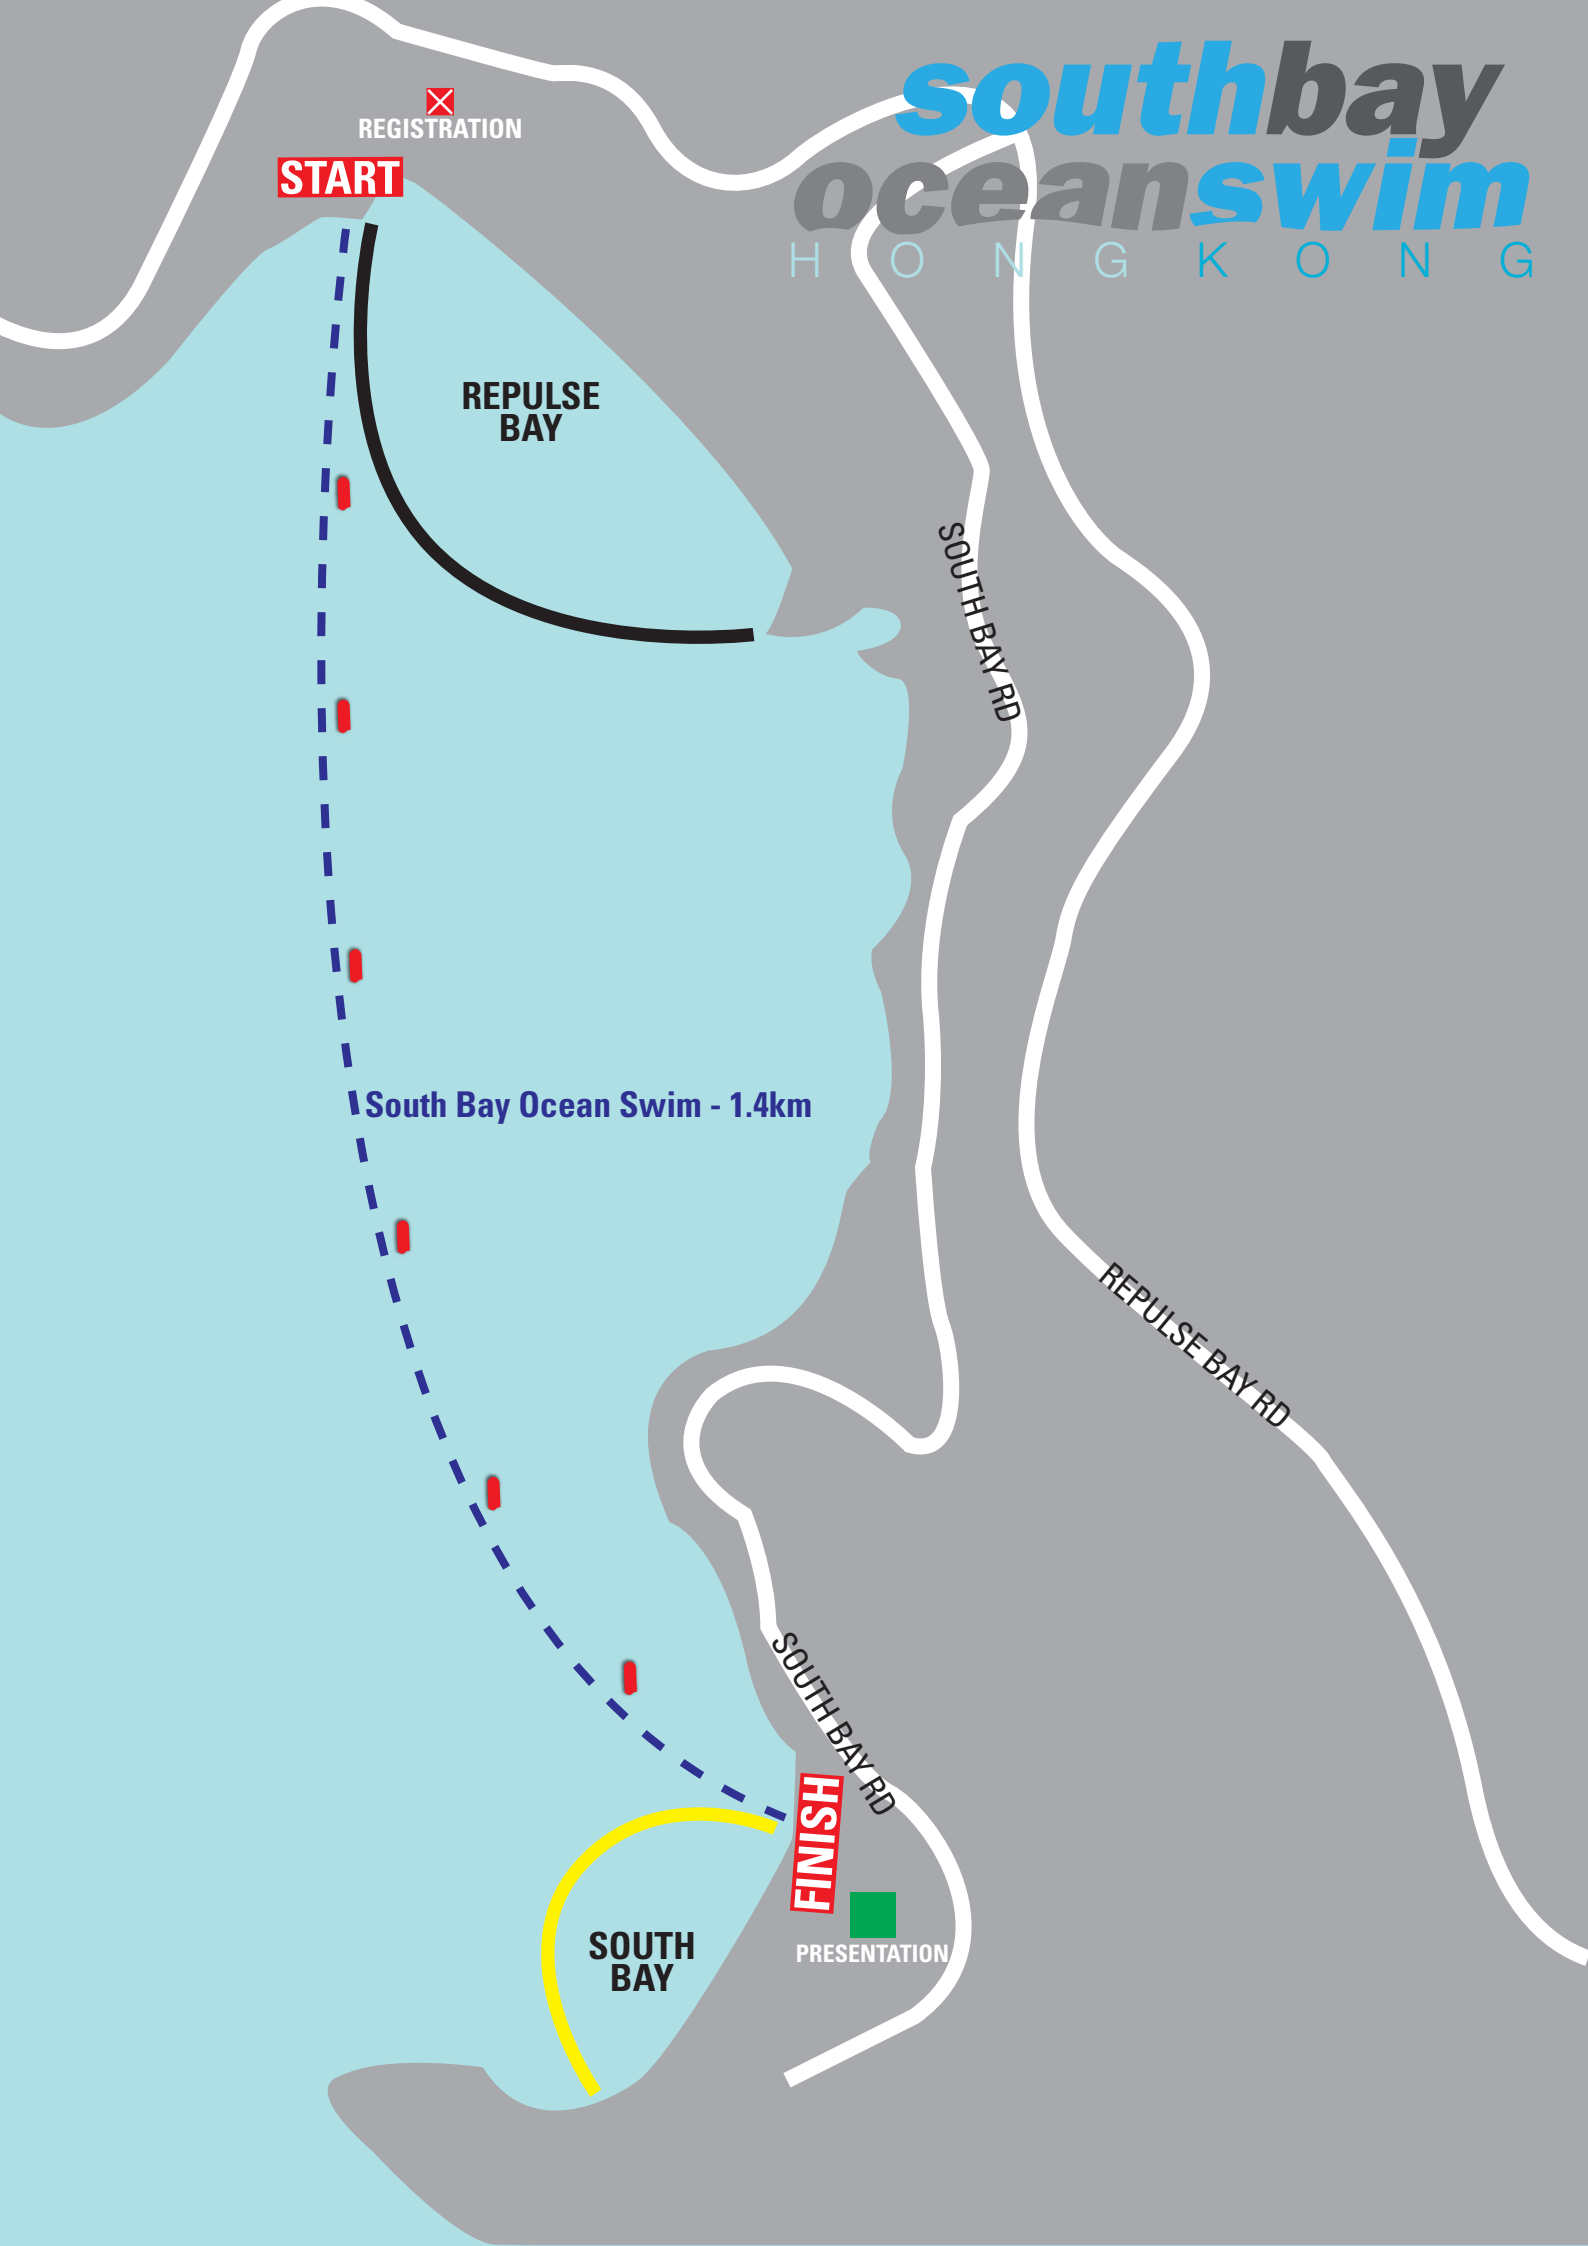 southbay
oceanswim
HONGKONG
REGISTRATION
START
REPULSE
BAY
SOUTH BAY RD
South Bay Ocean Swim - 1.4km
REPULSE BAY RD
SOUTH BAY RD
FINISH
SOUTH
BAY
PRESENTATION